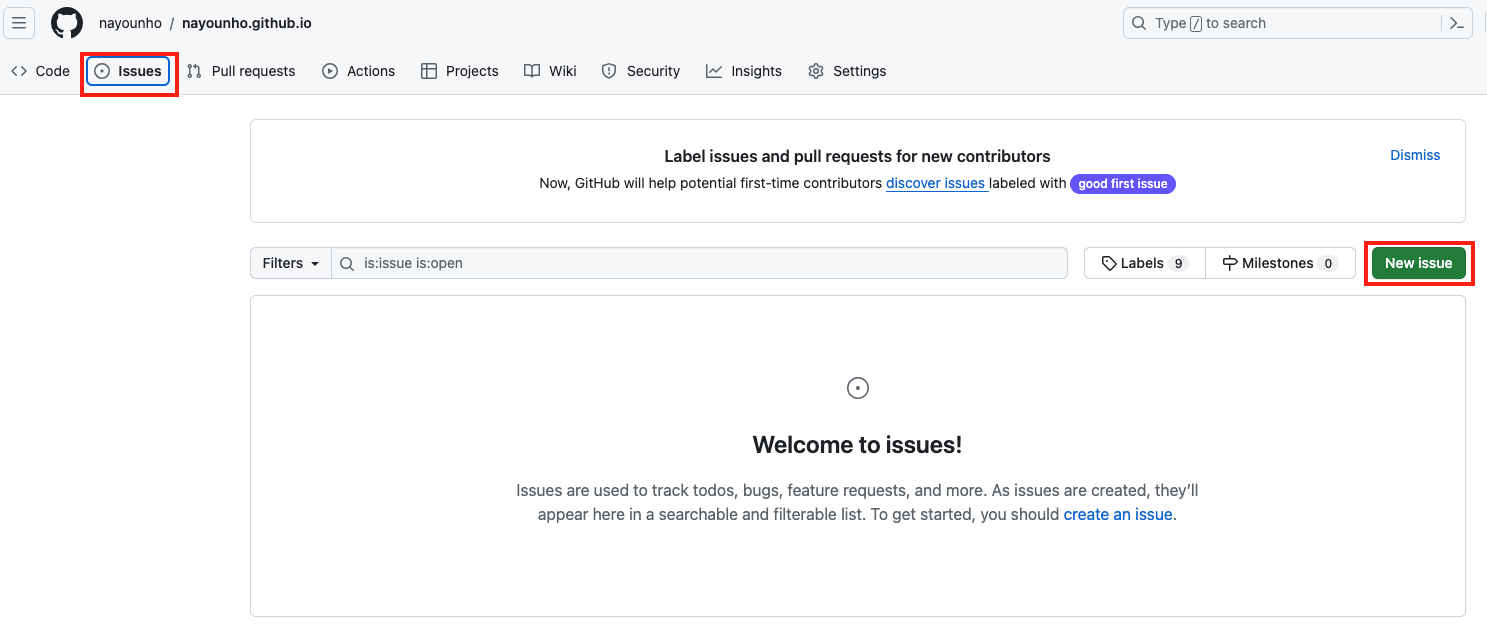 nayounho / nayounho.github.io
Type / to search
Code Issues Pull requests Actions Projects Wiki Security Insights Settings
Label issues and pull requests for new contributors
Dismiss
Now, GitHub will help potential first-time contributors discover issues labeled with good first issue
Filters is:issue is:open Labels 9 Milestones 0 New issue
Welcome to issues!
Issues are used to track todos, bugs, feature requests, and more. As issues are created, they’ll
appear here in a searchable and filterable list. To get started, you should create an issue.